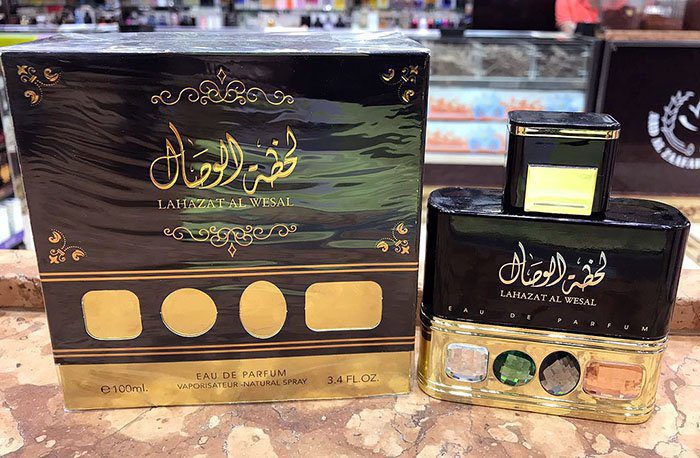 لحظة الوصال
LAHAZAT AL WESAL
EAU DE PARFUM
VAPORISATEUR-NATURAL SPRAY
℮100ml.
3.4 FL.OZ.
لحظة الوصال
LAHAZAT AL WESAL
EAU DE PARFUM